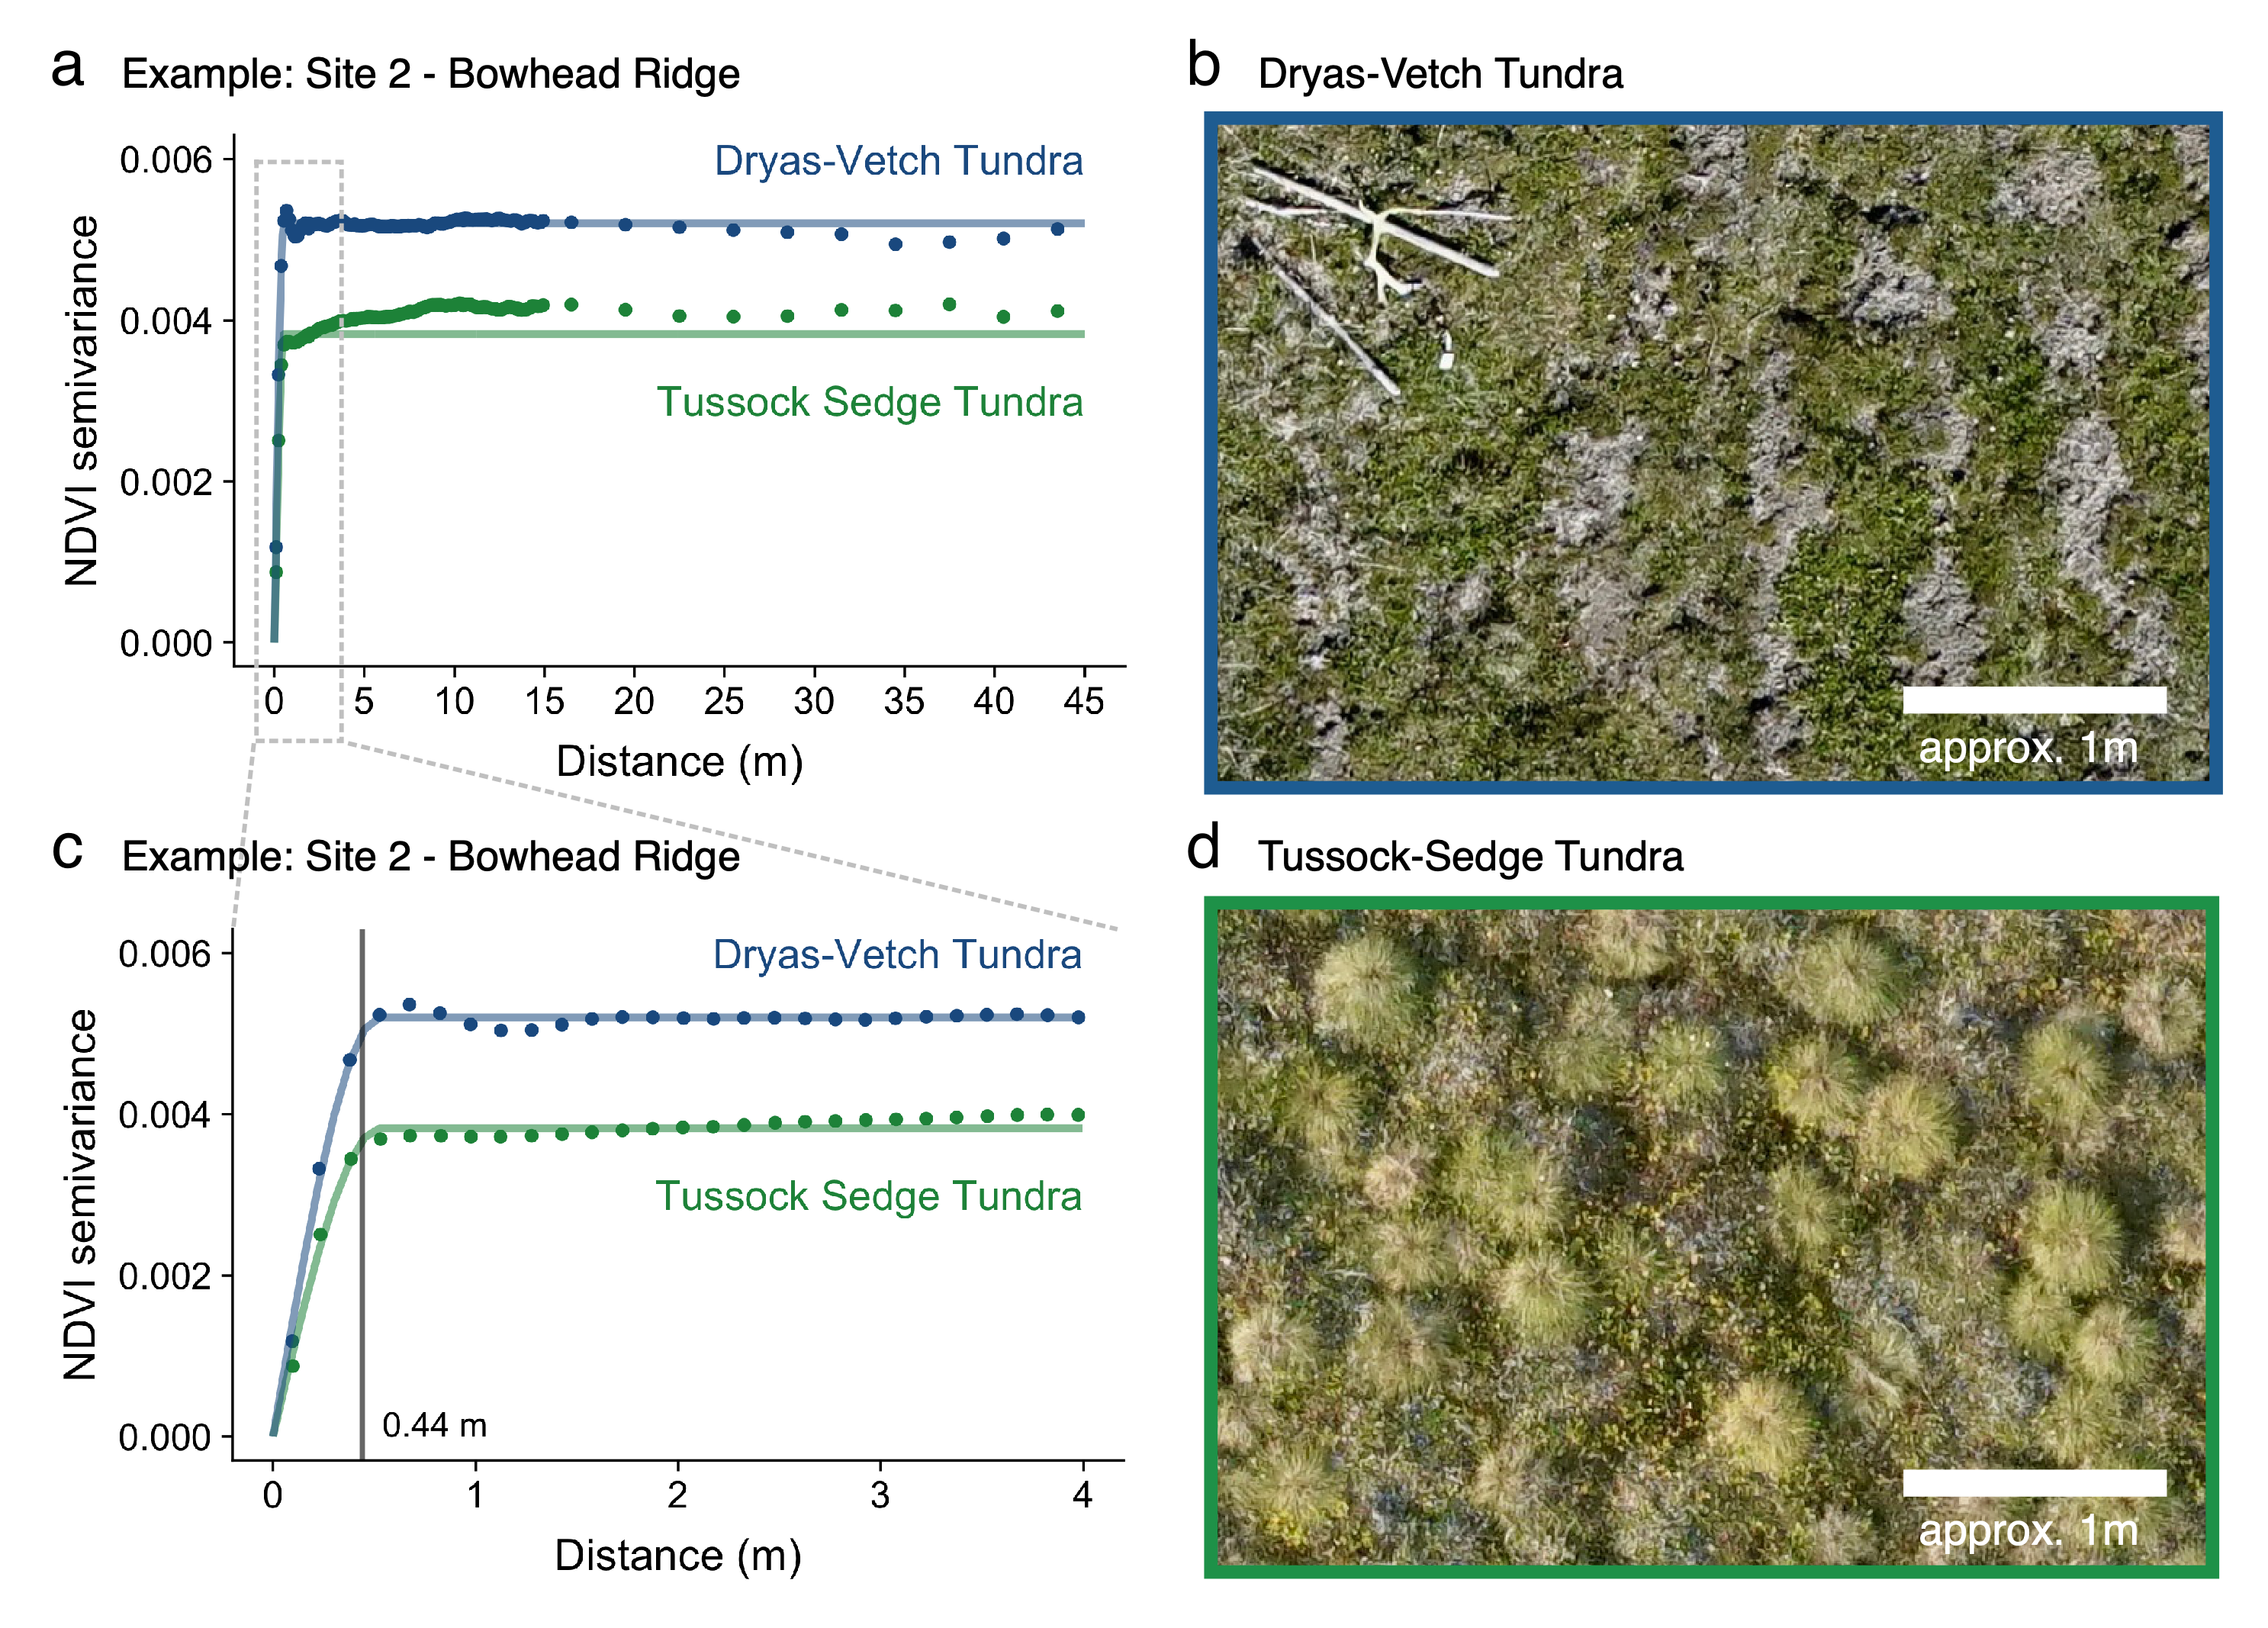 a Example: Site 2 - Bowhead Ridge
0.006
0.004
0.002
0.000
NDVI semivariance
Dryas-Vetch Tundra
Tussock Sedge Tundra
0 5 10 15 20 25 30 35 40 45
Distance (m)
b Dryas-Vetch Tundra
approx. 1m
c Example: Site 2 - Bowhead Ridge
0.006
0.004
0.002
0.000
NDVI semivariance
Dryas-Vetch Tundra
Tussock Sedge Tundra
0.44 m
0 1 2 3 4
Distance (m)
d Tussock-Sedge Tundra
approx. 1m